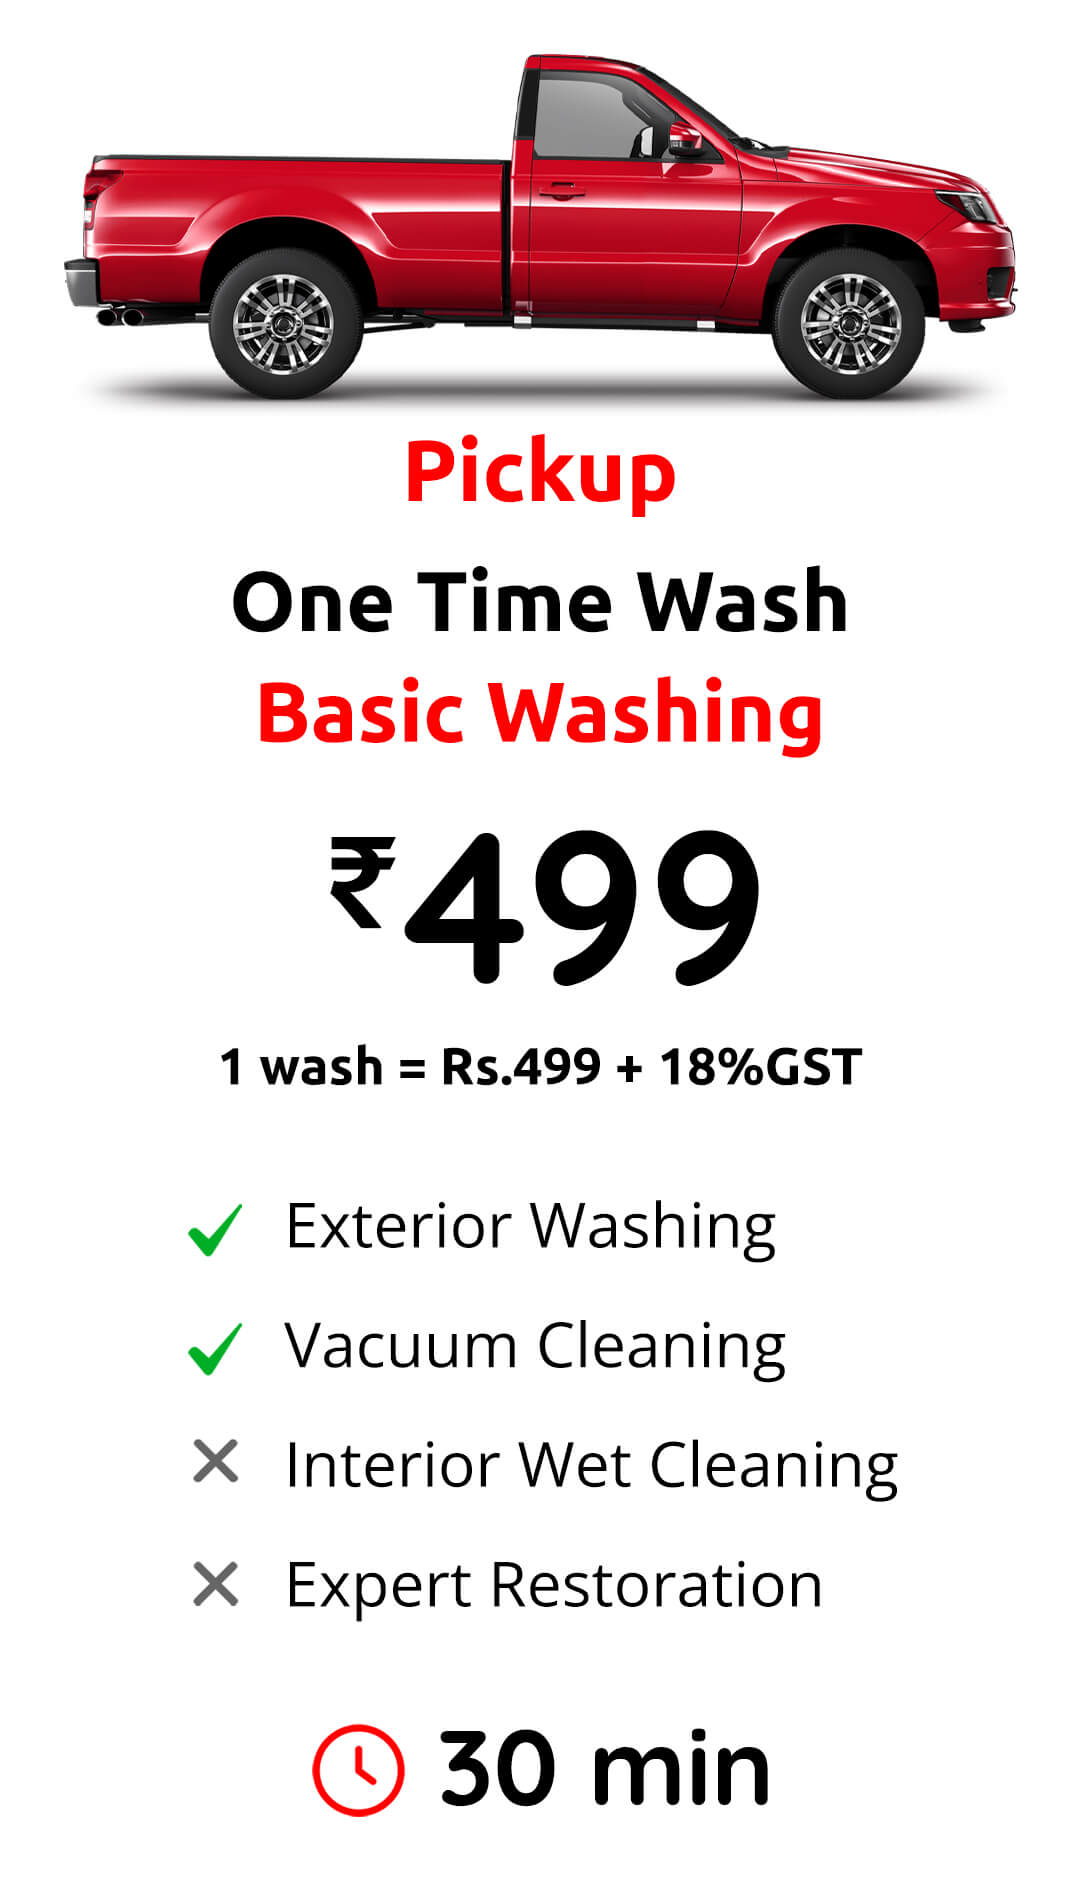 Pickup
One Time Wash
Basic Washing
₹499
1 wash = Rs.499 + 18%GST
Exterior Washing
Vacuum Cleaning
Interior Wet Cleaning
Expert Restoration
30 min